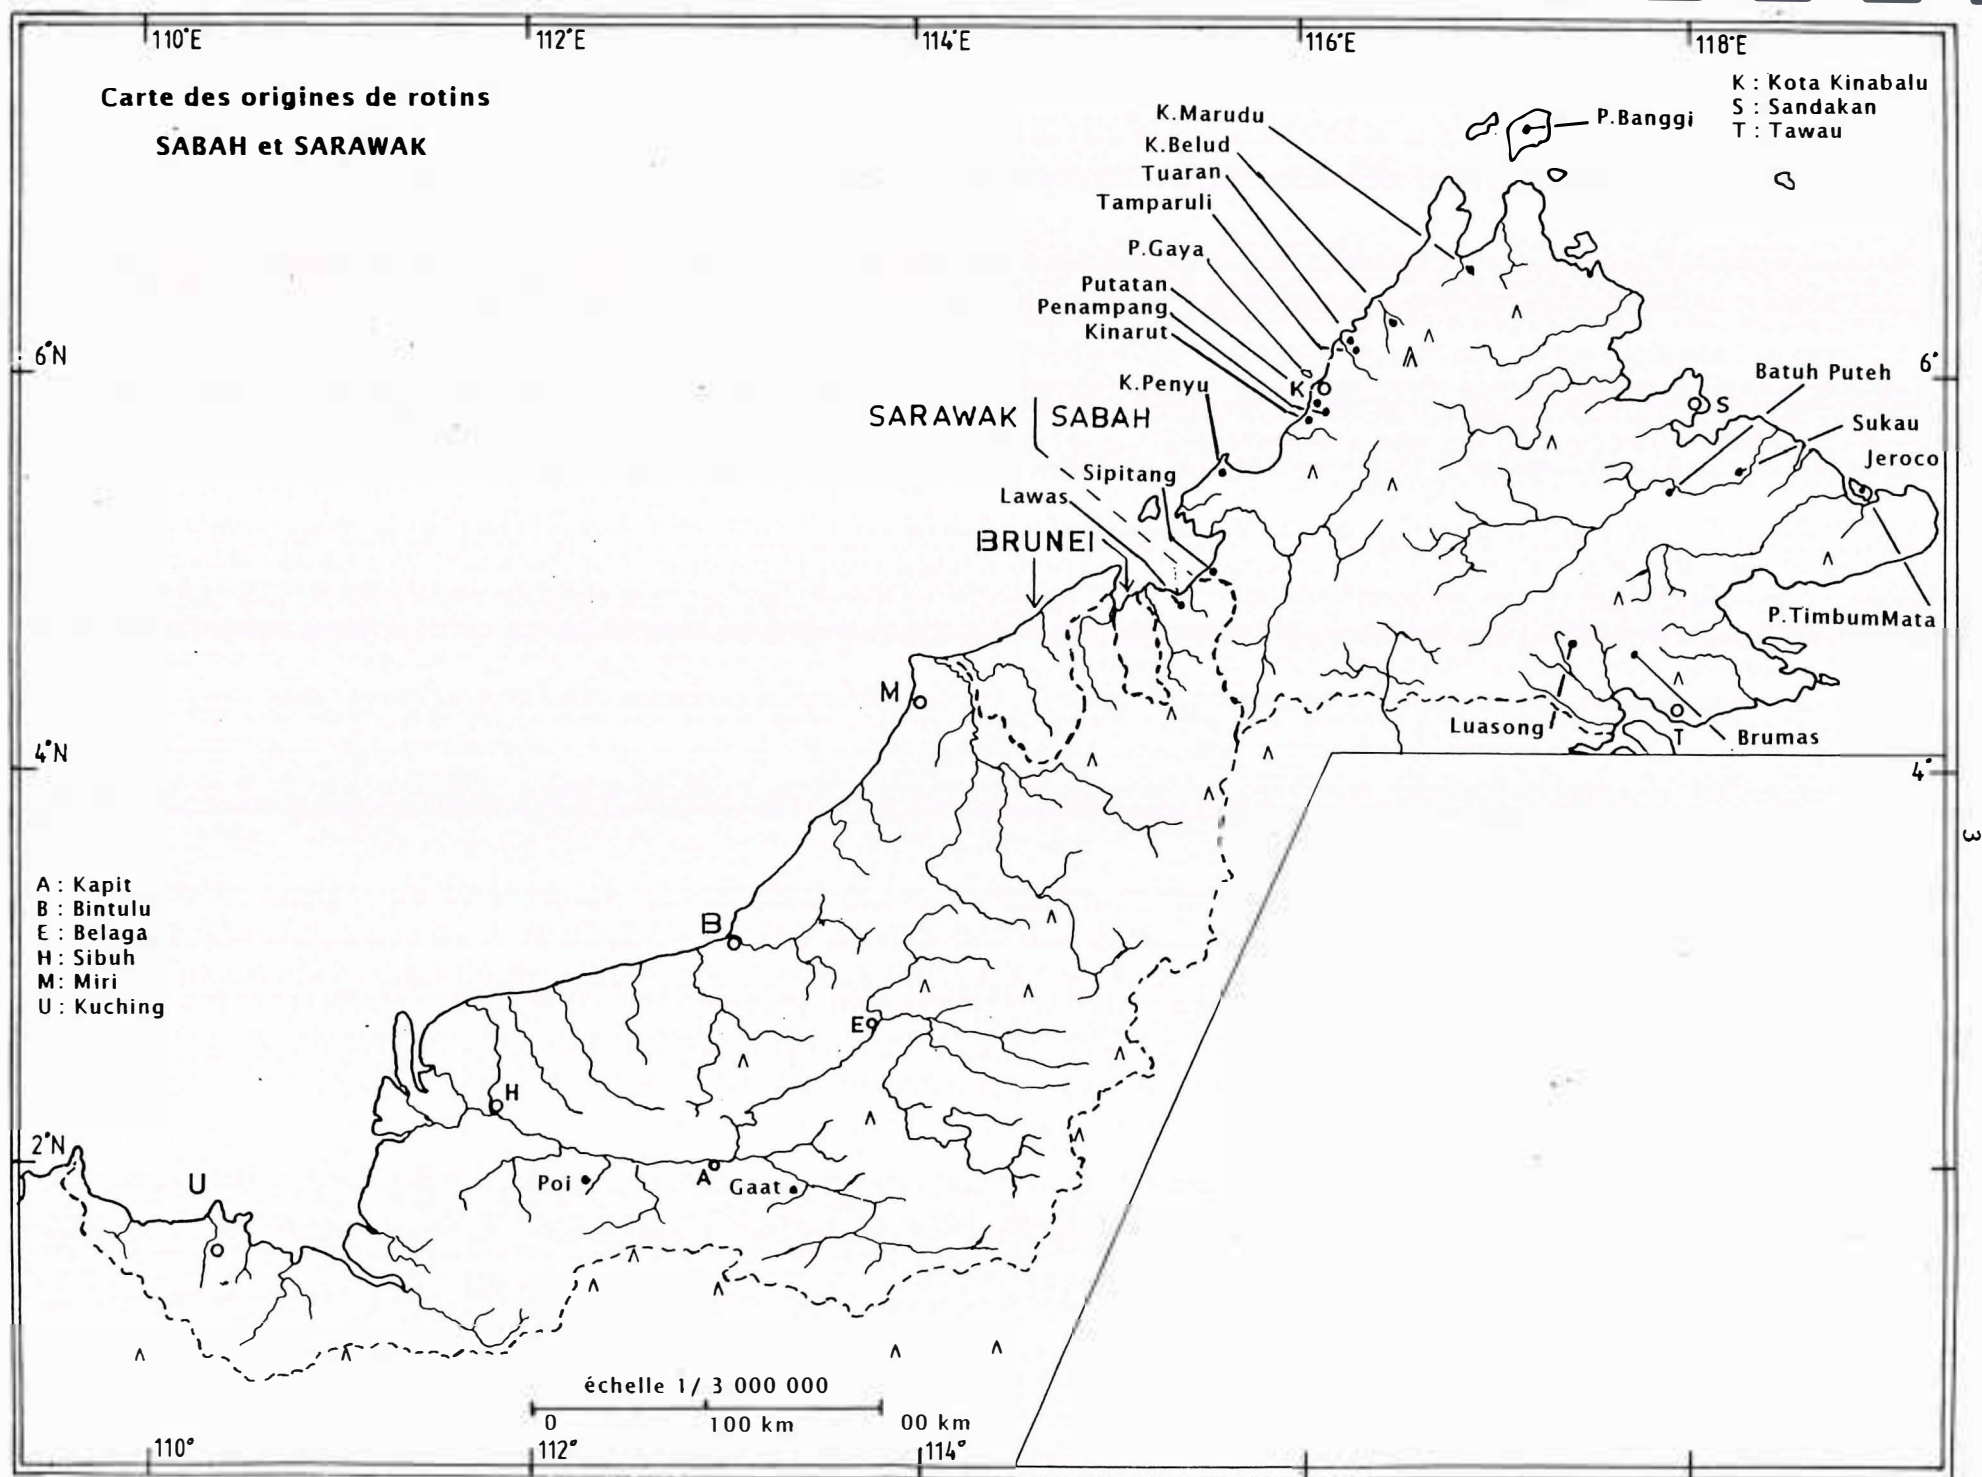 110°E
112°E
114°E
116°E
118°E
Carte des origines de rotins
SABAH et SARAWAK
K : Kota Kinabalu
S : Sandakan
T : Tawau
K.Marudu
P.Banggi
K.Belud
Tuaran
Tamparuli
P.Gaya
Putatan
Penampang
Kinarut
6°N
6°
K.Penyu
K
Batuh Puteh
SARAWAK
SABAH
S
Sukau
Jeroco
Sipitang
Lawas
BRUNEI
P.TimbumMata
M
Luasong
T
Brumas
4°N
4°
3
A : Kapit
B : Bintulu
E : Belaga
H : Sibuh
M : Miri
U : Kuching
B
E
H
2°N
U
Poi
A
Gaat
échelle 1/ 3 000 000
0
100 km
00 km
110°
112°
114°